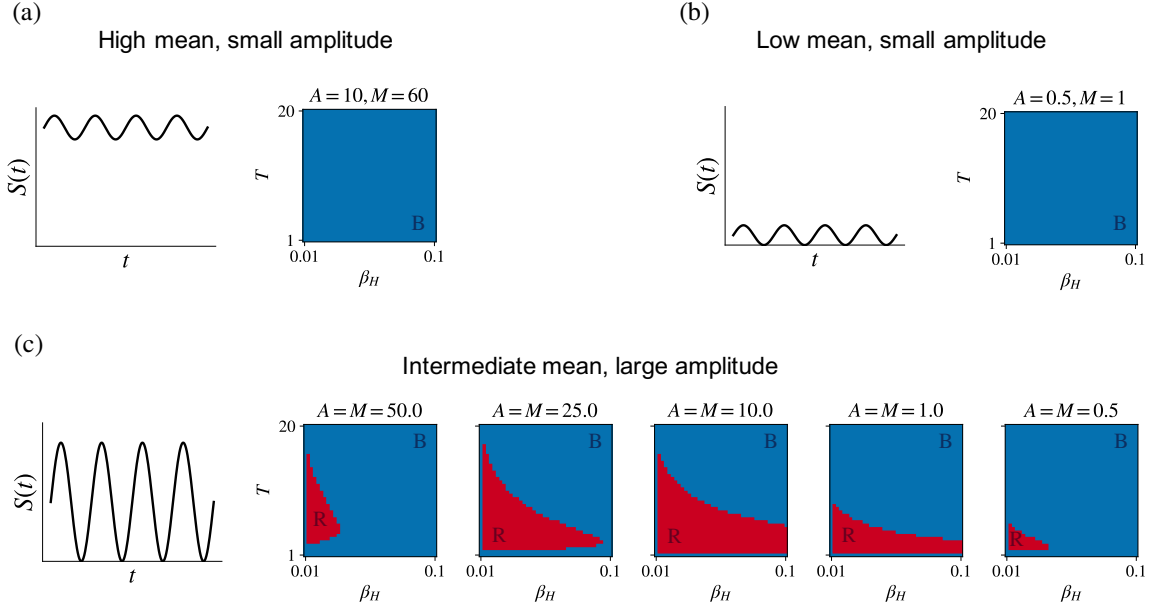 (a)
High mean, small amplitude
S(t)
t
A = 10, M = 60
20
T
1
B
0.01
0.1
β_H
(b)
Low mean, small amplitude
S(t)
t
A = 0.5, M = 1
20
T
1
B
0.01
0.1
β_H
(c)
Intermediate mean, large amplitude
S(t)
t
A = M = 50.0
20
T
1
B
R
0.01
0.1
β_H
A = M = 25.0
B
R
0.01
0.1
β_H
A = M = 10.0
B
R
0.01
0.1
β_H
A = M = 1.0
B
R
0.01
0.1
β_H
A = M = 0.5
B
R
0.01
0.1
β_H